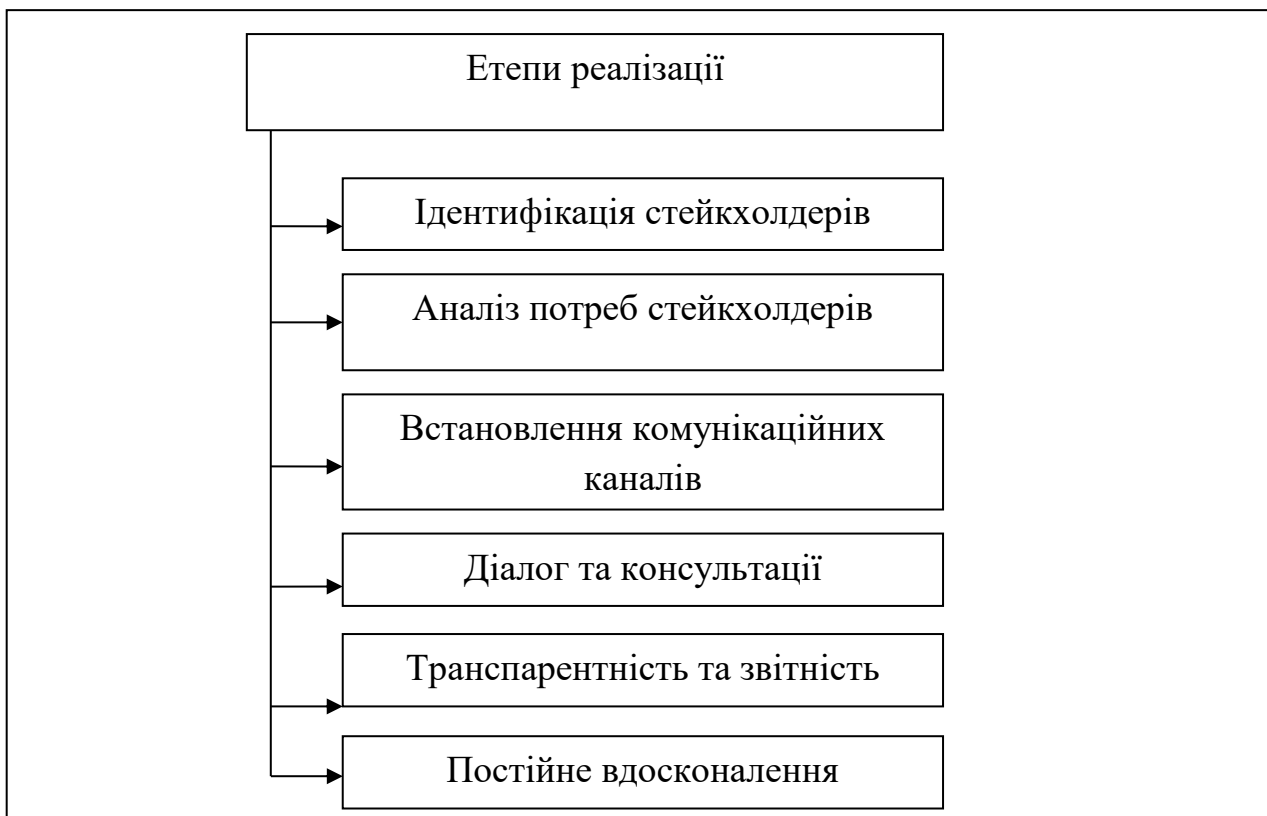 Етепи реалізації
Ідентифікація стейкхолдерів
Аналіз потреб стейкхолдерів
Встановлення комунікаційних
каналів
Діалог та консультації
Транспарентність та звітність
Постійне вдосконалення